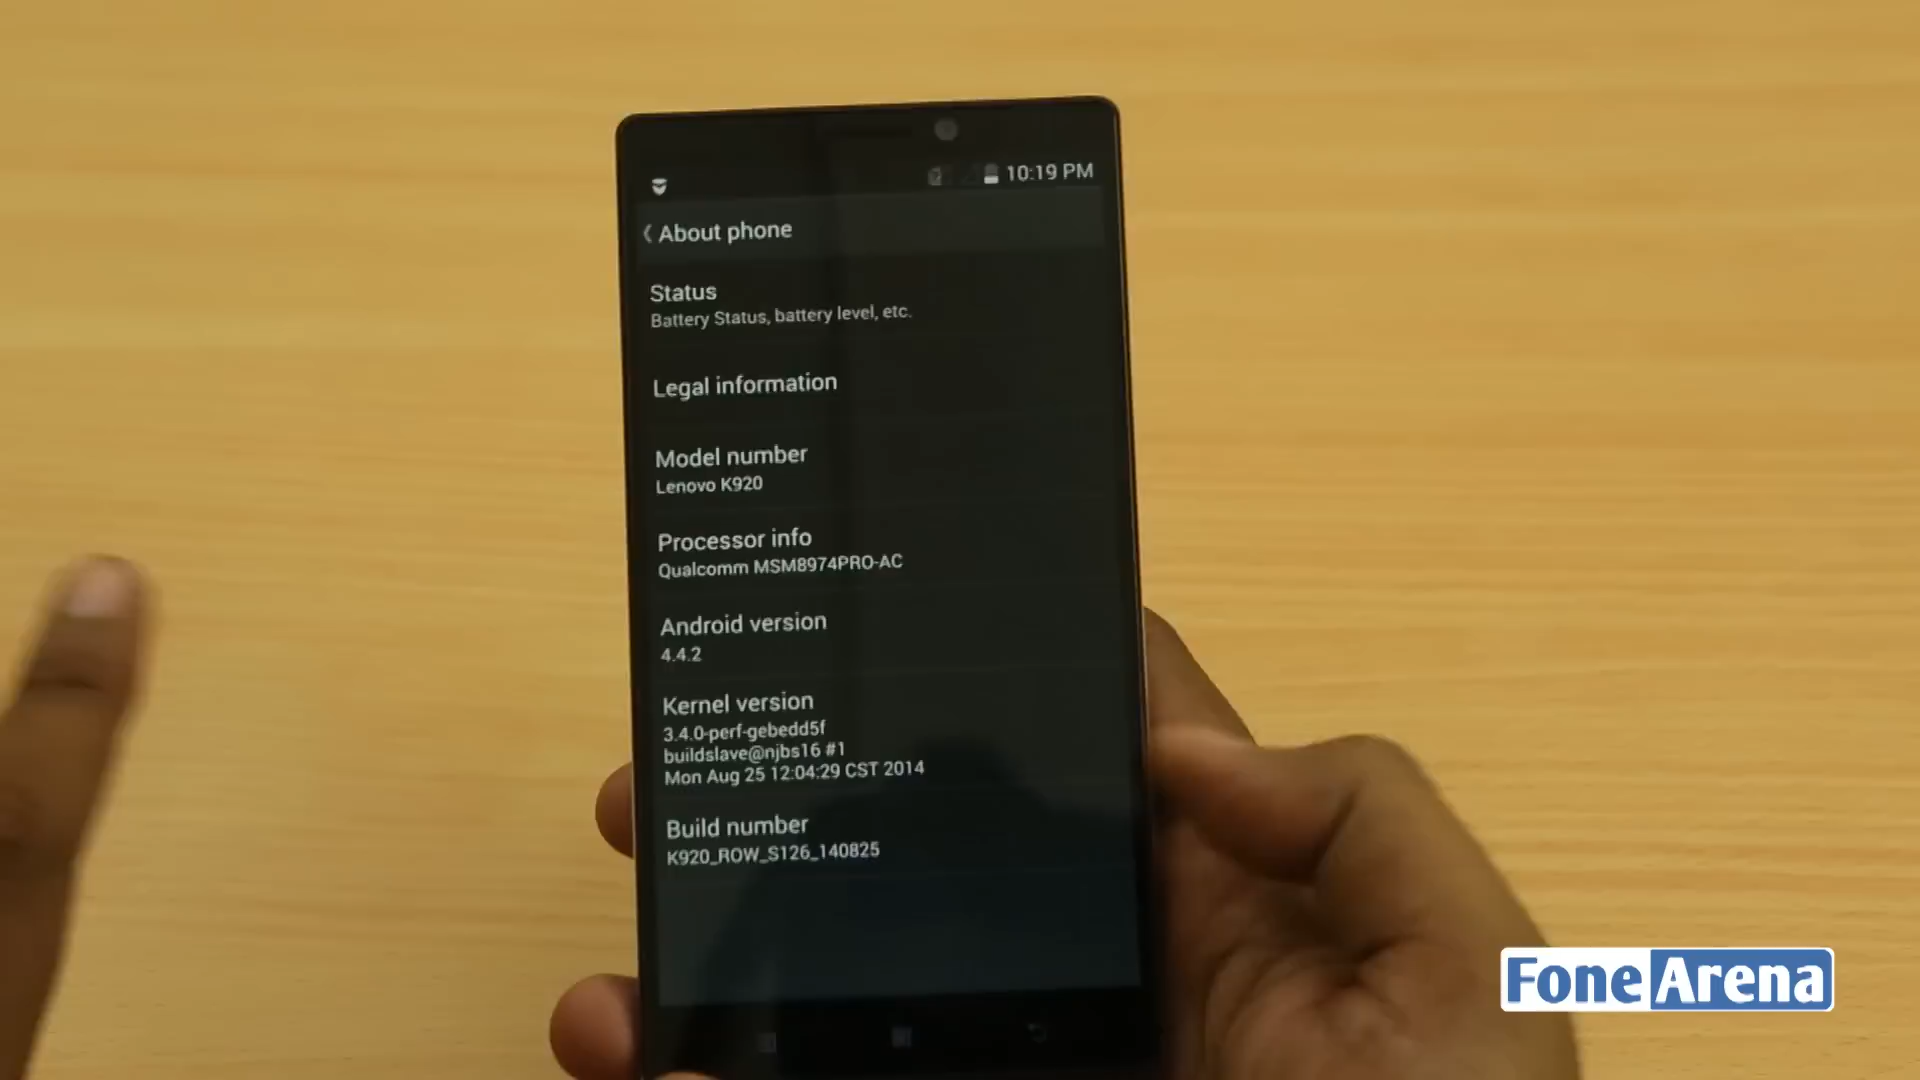 10:19 PM
About phone
Status
Battery Status, battery level, etc.
Legal information
Model number
Lenovo K920
Processor info
Qualcomm MSM8974PRO-AC
Android version
4.4.2
Kernel version
3.4.0-perf-gebedd5f
buildslave@njbs16 #1
Mon Aug 25 12:04:29 CST 2014
Build number
K920_ROW_S126_140825
FoneArena